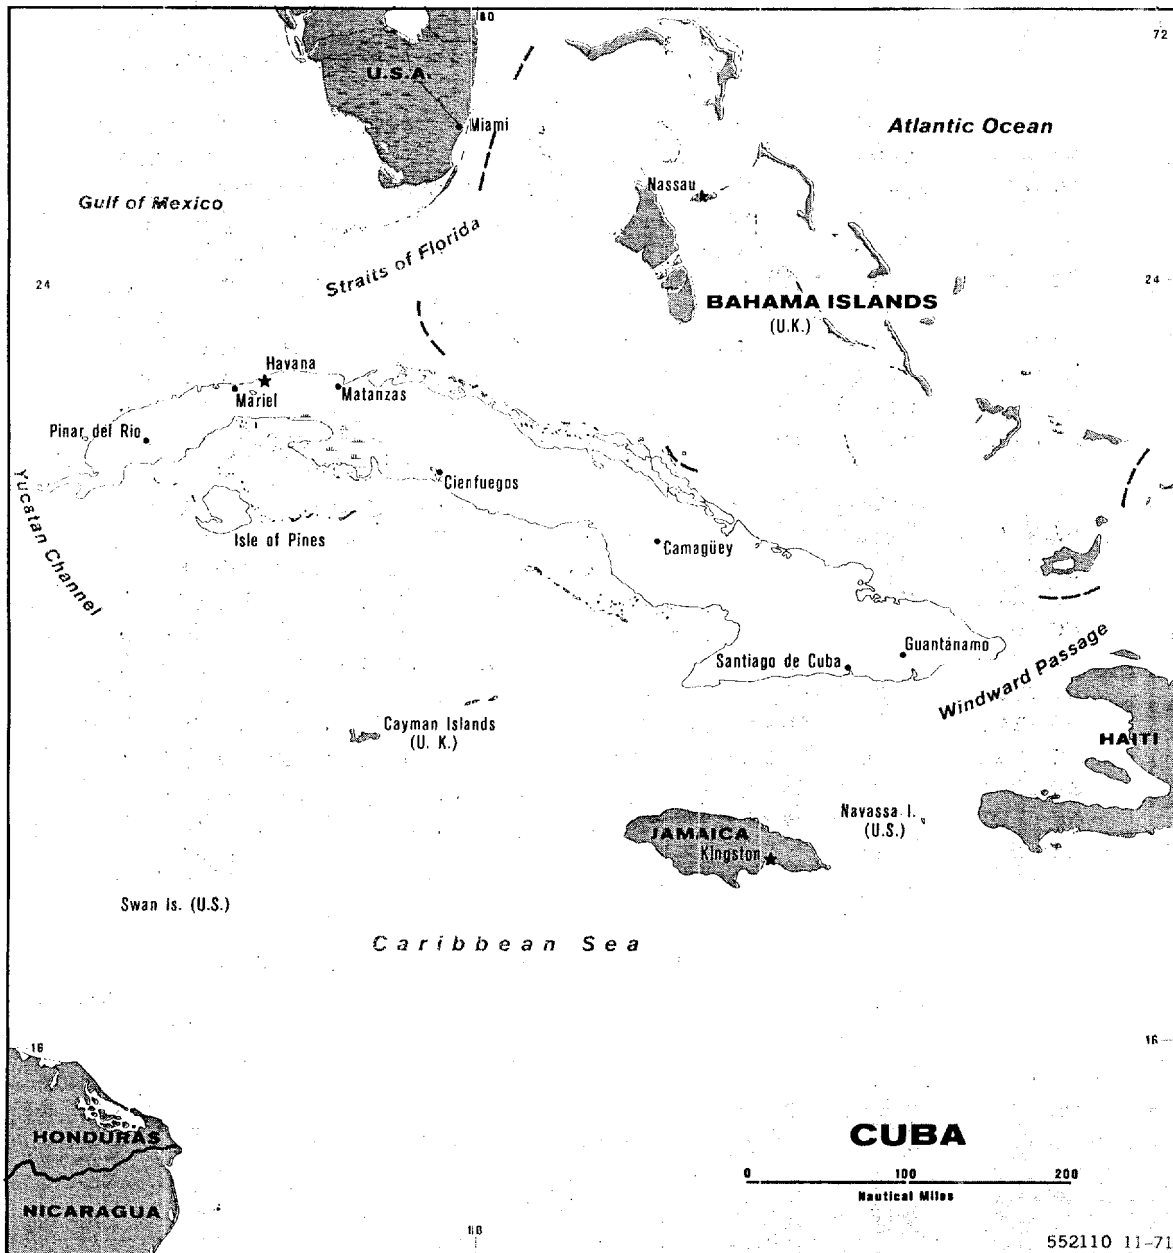 80
72
U.S.A.
Miami
Atlantic Ocean
Nassau
Gulf of Mexico
Straits of Florida
24
24
BAHAMA ISLANDS
(U.K.)
Havana
Mariel
Matanzas
Pinar del Rio
Cienfuegos
Yucatan Channel
Isle of Pines
Camagüey
Guantánamo
Santiago de Cuba
Windward Passage
Cayman Islands
(U. K.)
HAITI
Navassa I.
(U.S.)
JAMAICA
Kingston
Swan Is. (U.S.)
Caribbean Sea
16
16
HONDURAS
CUBA
0 100 200
Nautical Miles
NICARAGUA
80
552110 11-71